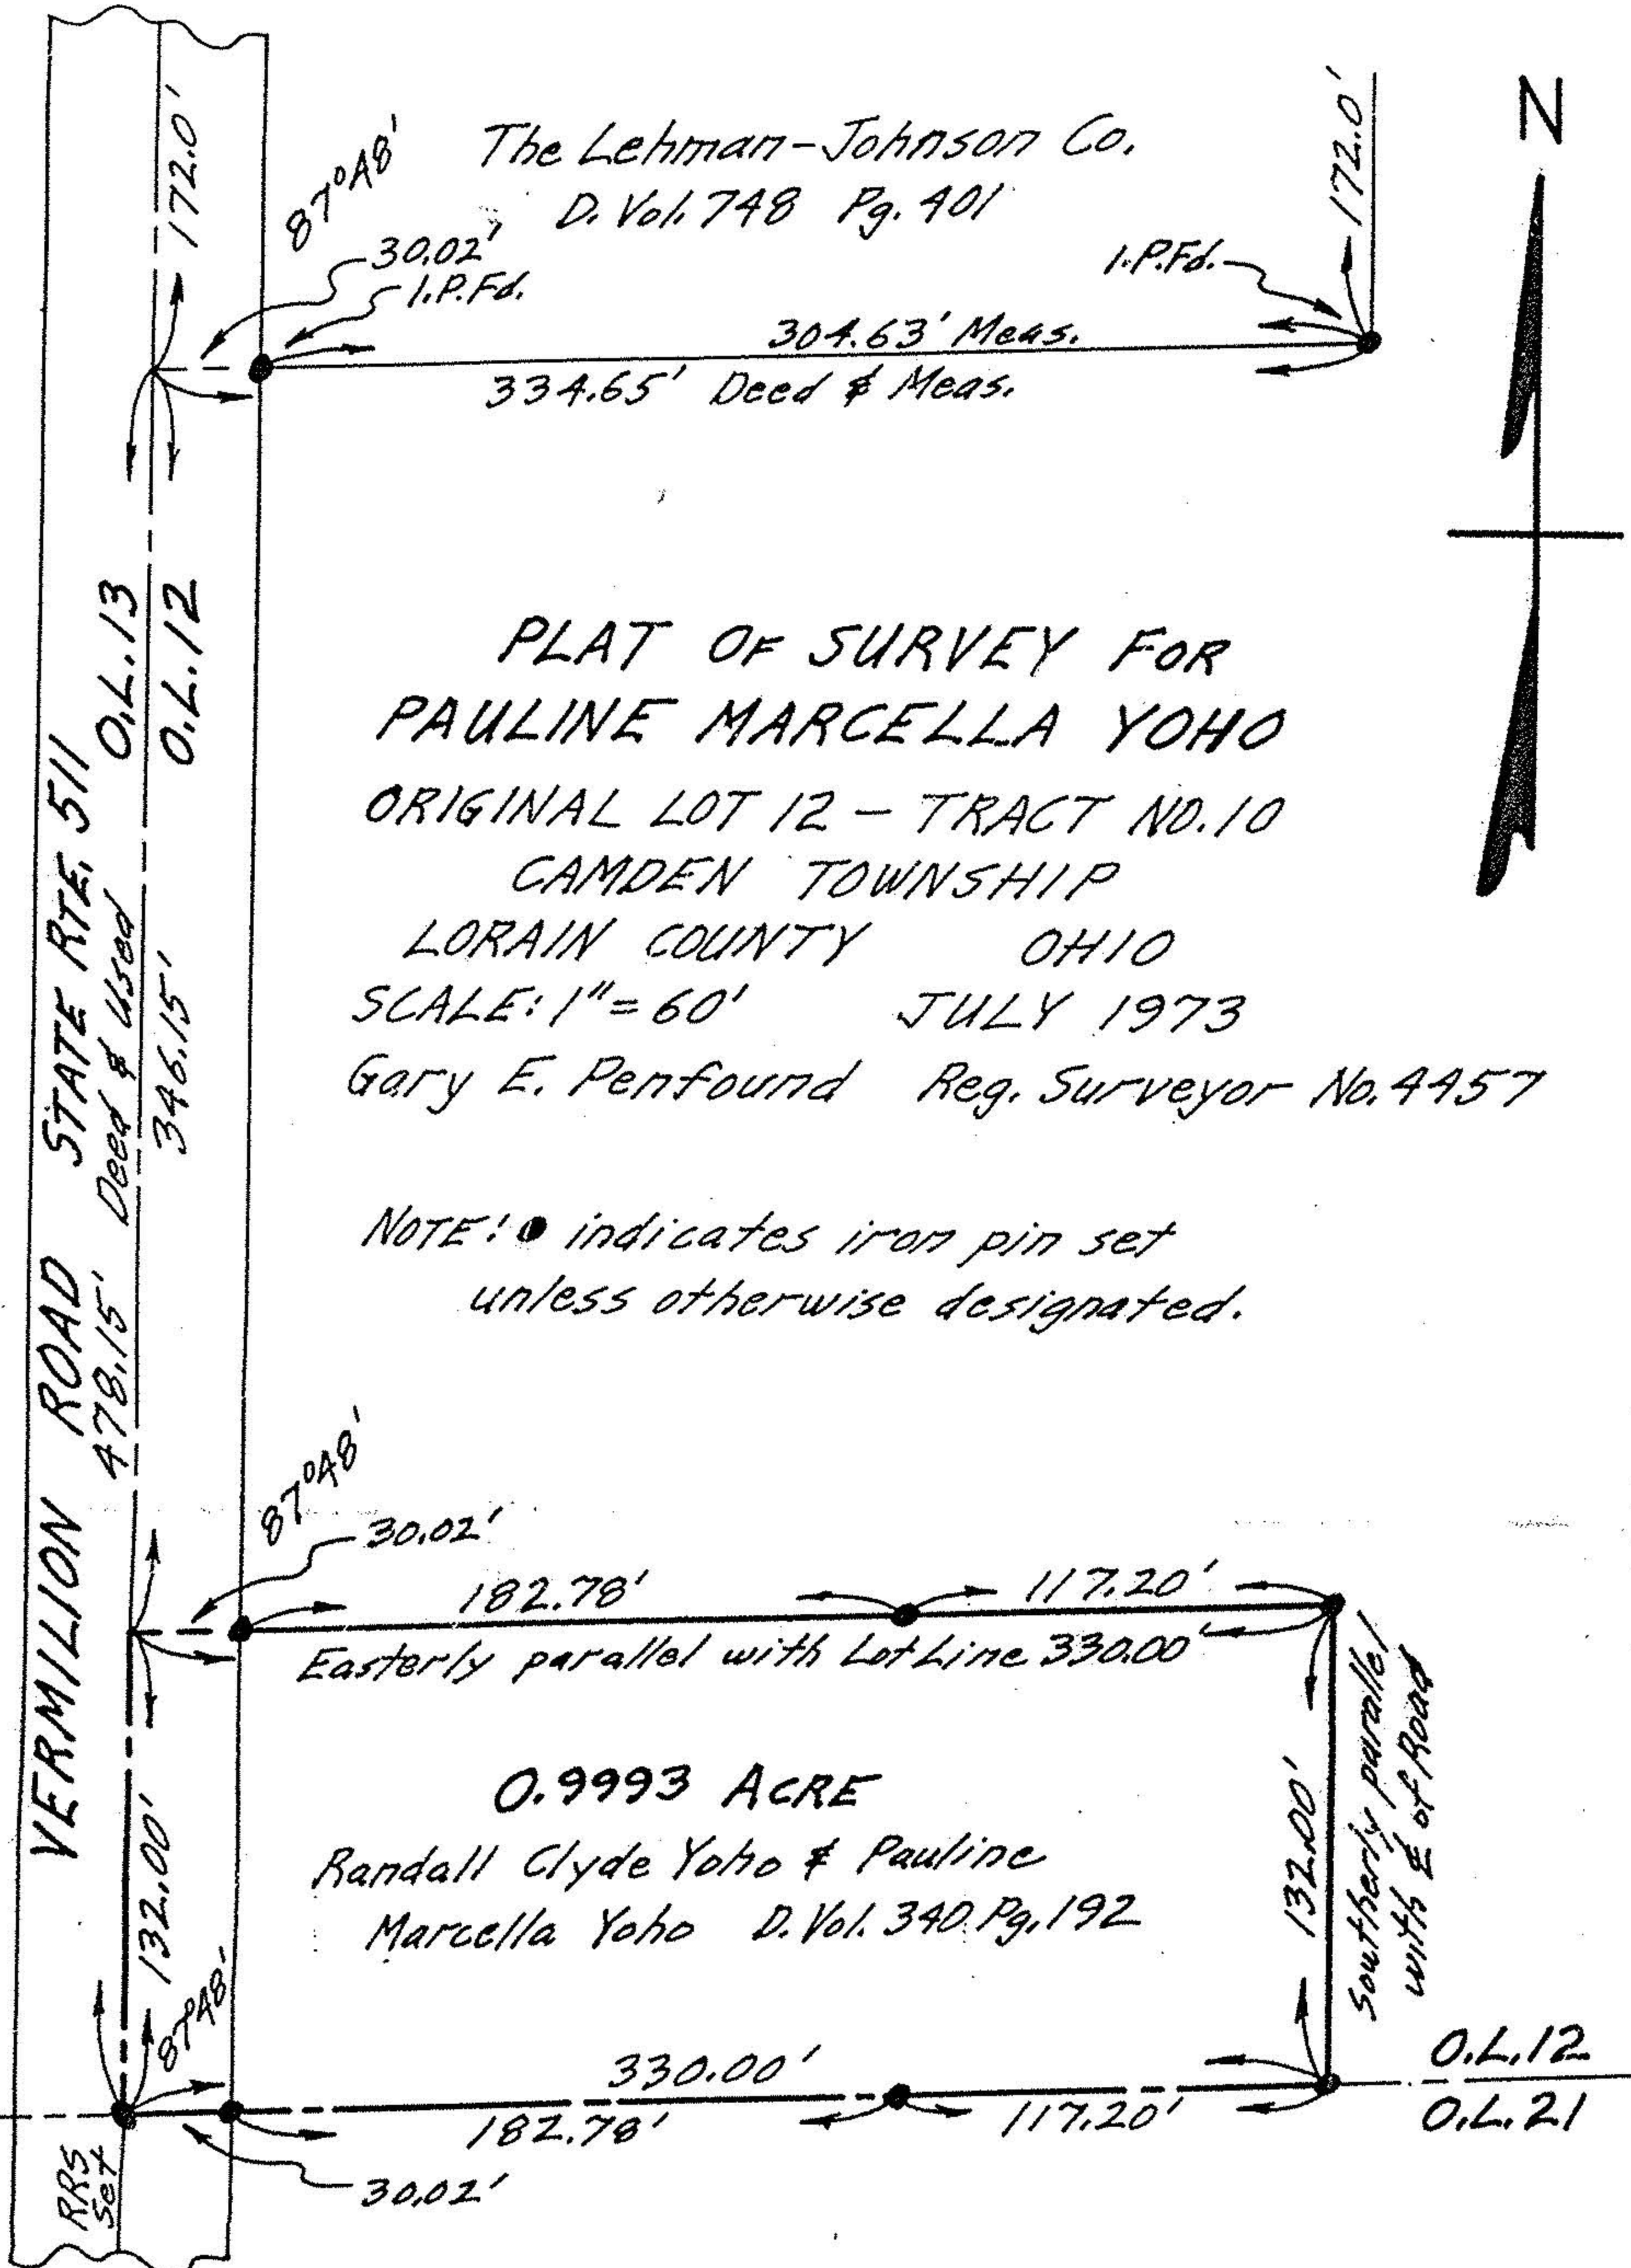 N
172.0'
172.0'
87°48'
The Lehman-Johnson Co.
D. Vol. 748 Pg. 401
30.02'
I.P.Fd.
I.P.Fd.
304.63' Meas.
334.65' Deed & Meas.
O.L.13
O.L.12
PLAT OF SURVEY FOR
PAULINE MARCELLA YOHO
ORIGINAL LOT 12 - TRACT NO.10
CAMDEN TOWNSHIP
LORAIN COUNTY OHIO
SCALE: 1"=60' JULY 1973
Gary E. Penfound Reg. Surveyor No. 4457
VERMILION ROAD STATE RTE. 511
478.15' Deed & Used
346.15'
NOTE: ● indicates iron pin set
unless otherwise designated.
87°48'
30.02'
182.78'
117.20'
Easterly parallel with Lot Line 330.00'
0.9993 ACRE
Randall Clyde Yoho & Pauline
Marcella Yoho D. Vol. 340 Pg. 192
132.00'
132.00'
Southerly parallel
with ℄ of Road
87°48'
330.00'
182.78'
117.20'
30.02'
O.L.12
O.L.21
RRS
Set